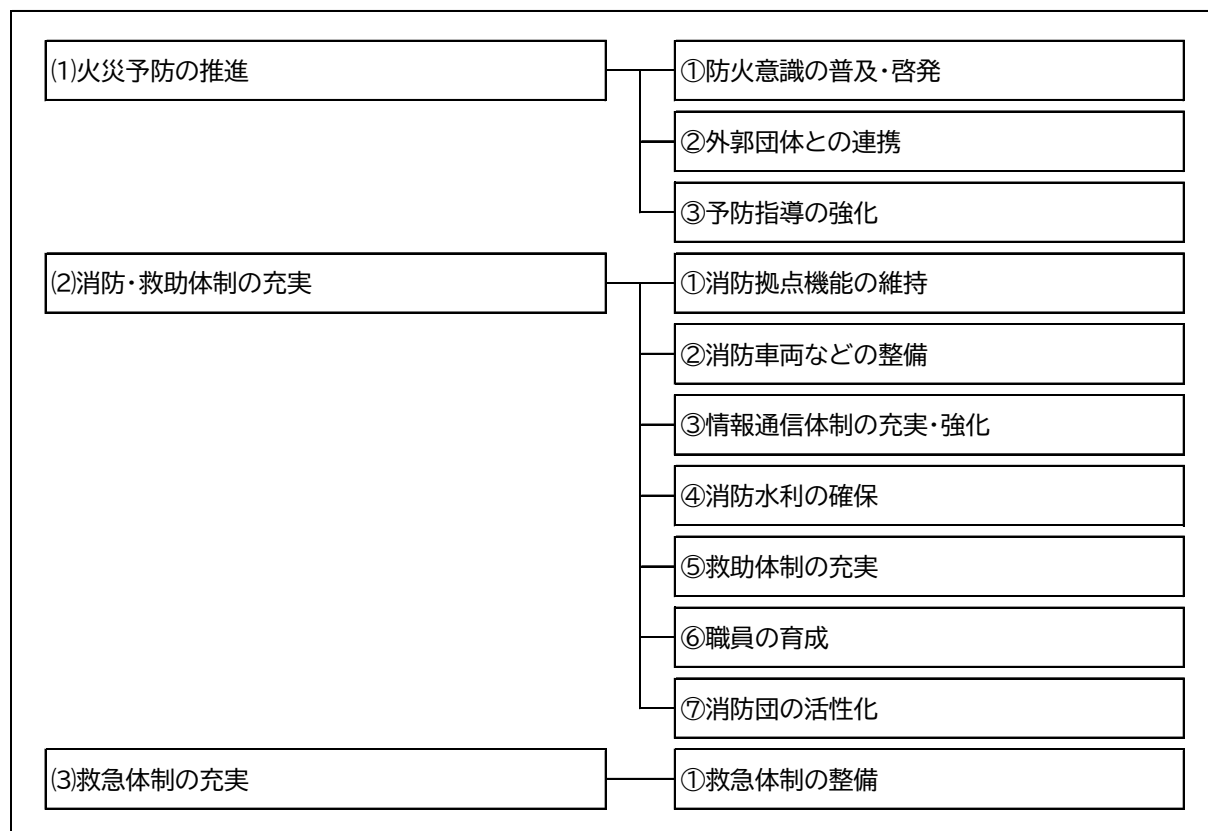 ⑴火災予防の推進
①防火意識の普及・啓発
②外郭団体との連携
③予防指導の強化
⑵消防・救助体制の充実
①消防拠点機能の維持
②消防車両などの整備
③情報通信体制の充実・強化
④消防水利の確保
⑤救助体制の充実
⑥職員の育成
⑦消防団の活性化
⑶救急体制の充実
①救急体制の整備